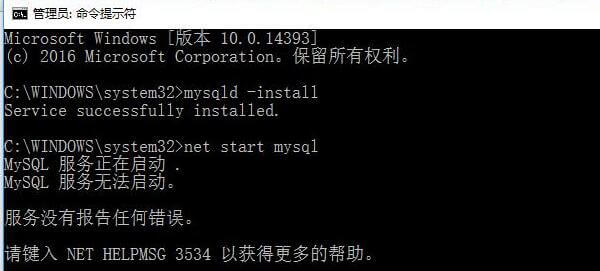 管理员: 命令提示符
Microsoft Windows [版本 10.0.14393]
(c) 2016 Microsoft Corporation。保留所有权利。
C:\WINDOWS\system32>mysqld -install
Service successfully installed.
C:\WINDOWS\system32>net start mysql
MySQL 服务正在启动 .
MySQL 服务无法启动。
服务没有报告任何错误。
请键入 NET HELPMSG 3534 以获得更多的帮助。